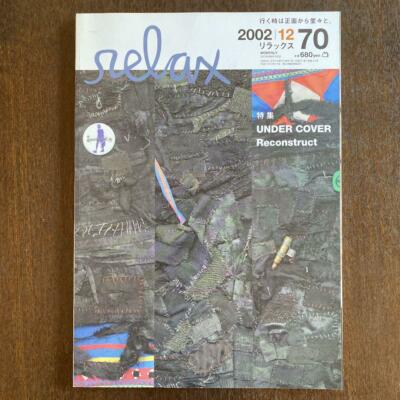 行く時は正面から堂々と。
relax
2002 12 70
リラックス
MONTHLY
680yen
特集
UNDER COVER
Reconstruct